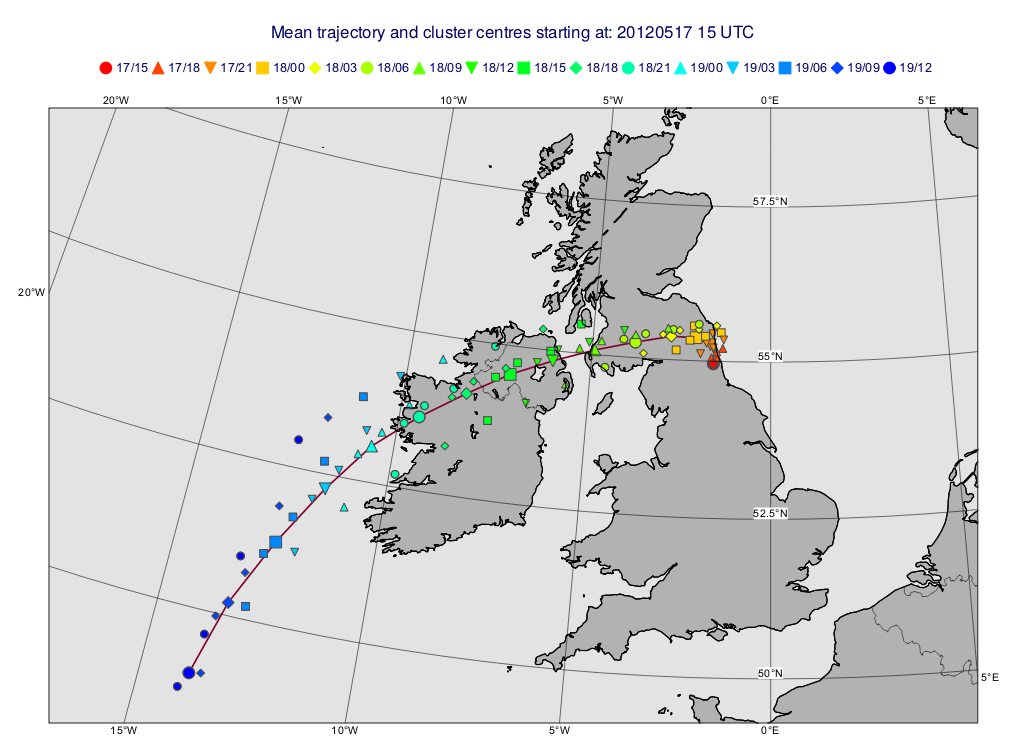 Mean trajectory and cluster centres starting at: 20120517 15 UTC
17/15 17/18 17/21 18/00 18/03 18/06 18/09 18/12 18/15 18/18 18/21 19/00 19/03 19/06 19/09 19/12
20°W 15°W 10°W 5°W 0°E 5°E
57.5°N
20°W
55°N
52.5°N
50°N
5°E
15°W 10°W 5°W 0°E